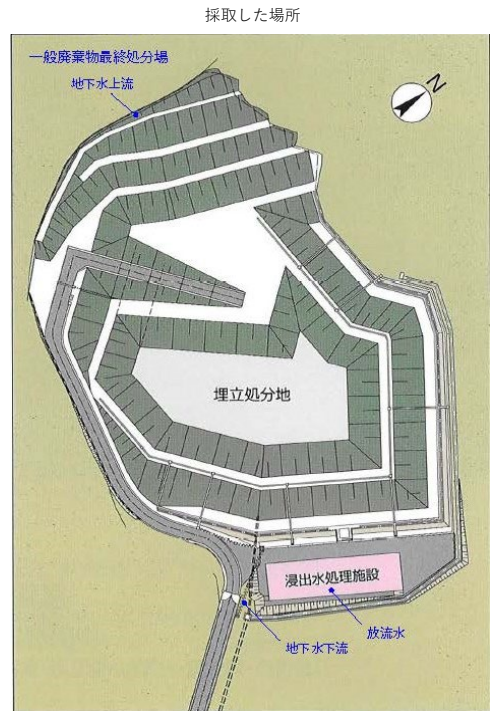 採取した場所
一般廃棄物最終処分場
地下水上流
N
埋立処分地
浸出水処理施設
放流水
地下水下流